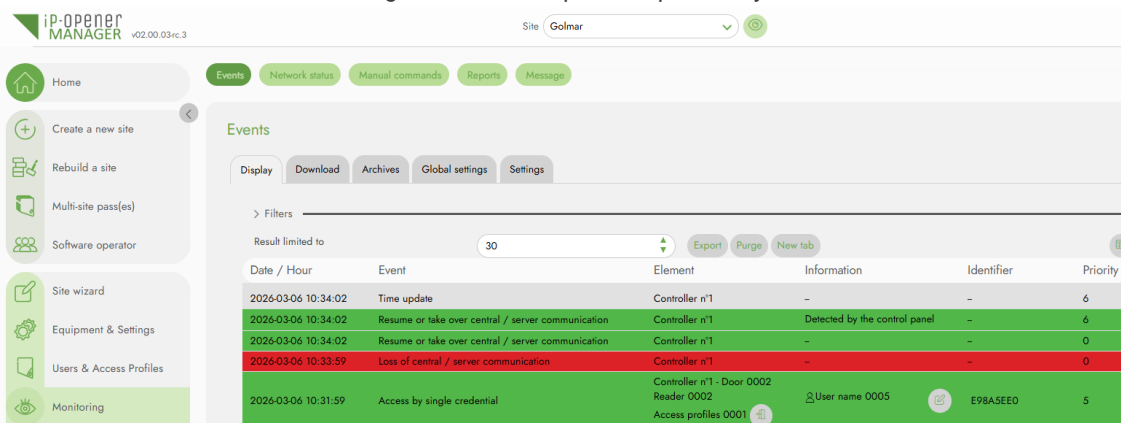 iP-OPENER
MANAGER v02.00.03-rc.3
Site Golmar
Home
Events Network status Manual commands Reports Message
Create a new site
Rebuild a site
Multi-site pass(es)
Software operator
Site wizard
Equipment & Settings
Users & Access Profiles
Monitoring
Events
Display Download Archives Global settings Settings
Filters
Result limited to 30 Export Purge New tab
Date / Hour Event Element Information Identifier Priority
2026-03-06 10:34:02 Time update Controller n°1 – – 6
2026-03-06 10:34:02 Resume or take over central / server communication Controller n°1 Detected by the control panel – 6
2026-03-06 10:34:02 Resume or take over central / server communication Controller n°1 – – 0
2026-03-06 10:33:59 Loss of central / server communication Controller n°1 – – 0
Controller n°1 - Door 0002
2026-03-06 10:31:59 Access by single credential Reader 0002 User name 0005 E98A5EE0 5
Access profiles 0001